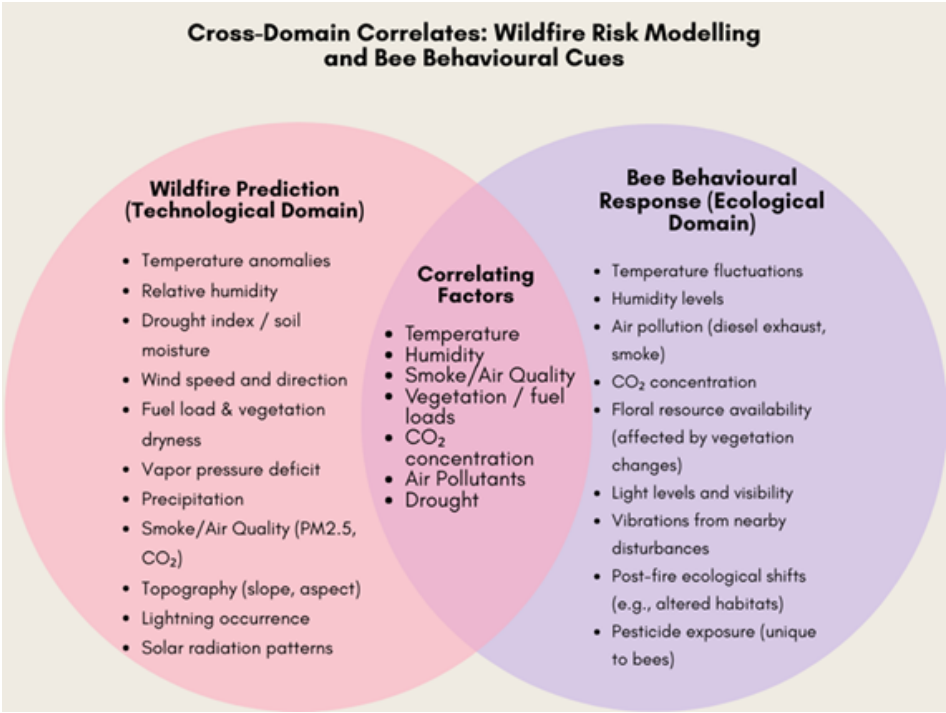 Cross-Domain Correlates: Wildfire Risk Modelling
and Bee Behavioural Cues
Wildfire Prediction
(Technological Domain)
• Temperature anomalies
• Relative humidity
• Drought index / soil
moisture
• Wind speed and direction
• Fuel load & vegetation
dryness
• Vapor pressure deficit
• Precipitation
• Smoke/Air Quality (PM2.5,
CO₂)
• Topography (slope, aspect)
• Lightning occurrence
• Solar radiation patterns
Correlating
Factors
• Temperature
• Humidity
• Smoke/Air Quality
• Vegetation / fuel
loads
• CO₂
concentration
• Air Pollutants
• Drought
Bee Behavioural
Response (Ecological
Domain)
• Temperature fluctuations
• Humidity levels
• Air pollution (diesel exhaust,
smoke)
• CO₂ concentration
• Floral resource availability
(affected by vegetation
changes)
• Light levels and visibility
• Vibrations from nearby
disturbances
• Post-fire ecological shifts
(e.g., altered habitats)
• Pesticide exposure (unique
to bees)